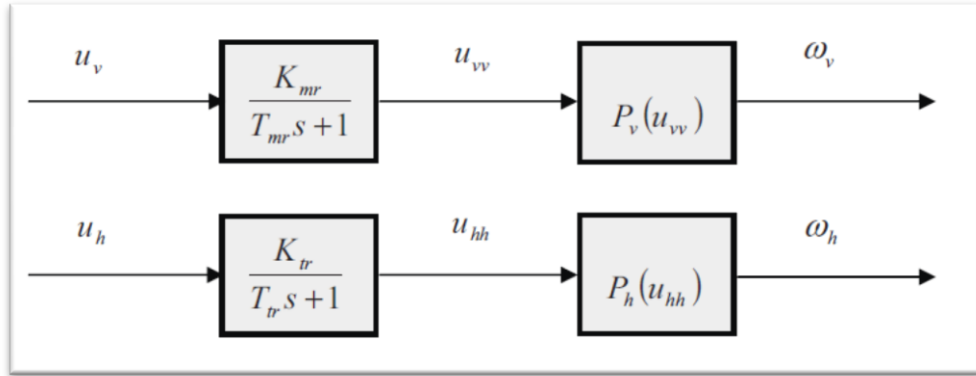 u_v
K_mr
T_mr s + 1
u_vv
P_v(u_vv)
ω_v
u_h
K_tr
T_tr s + 1
u_hh
P_h(u_hh)
ω_h